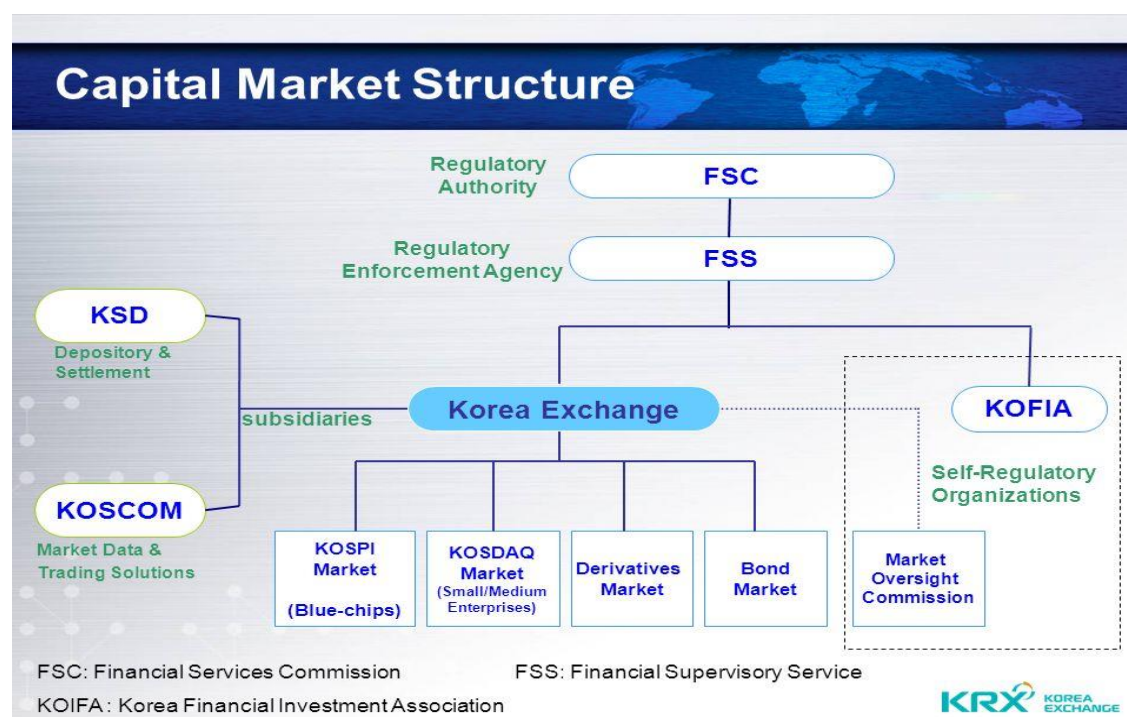 Capital Market Structure
Regulatory
Authority
FSC
Regulatory
Enforcement Agency
FSS
KSD
Depository &
Settlement
subsidiaries
Korea Exchange
KOFIA
Self-Regulatory
Organizations
KOSCOM
Market Data &
Trading Solutions
KOSPI
Market
(Blue-chips)
KOSDAQ
Market
(Small/Medium
Enterprises)
Derivatives
Market
Bond
Market
Market
Oversight
Commission
FSC: Financial Services Commission
FSS: Financial Supervisory Service
KOIFA : Korea Financial Investment Association
KRX KOREA
EXCHANGE